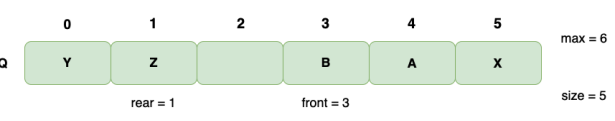 0 1 2 3 4 5
max = 6
Q Y Z B A X
size = 5
rear = 1 front = 3